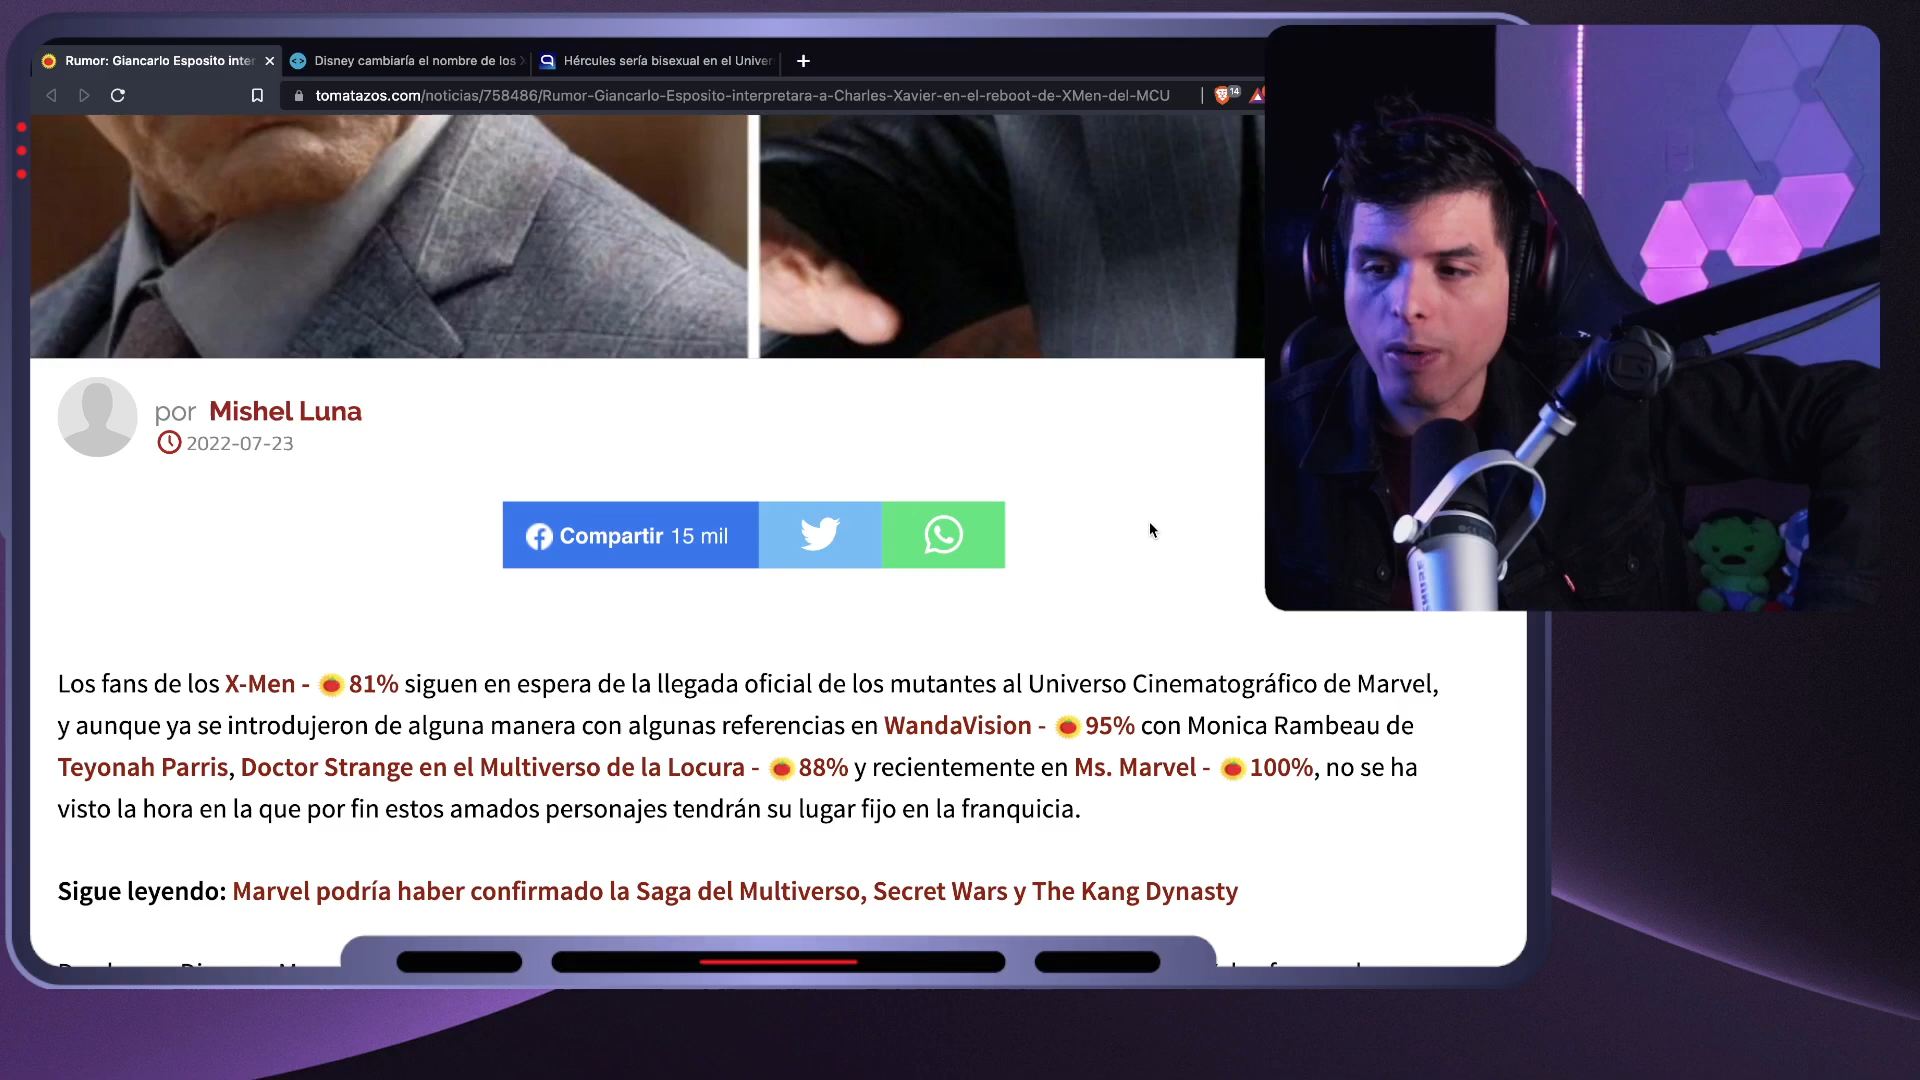 Rumor: Giancarlo Esposito inter
Disney cambiaría el nombre de los
Hércules sería bisexual en el Univer
tomatazos.com/noticias/758486/Rumor-Giancarlo-Esposito-interpretara-a-Charles-Xavier-en-el-reboot-de-XMen-del-MCU
14
por Mishel Luna
2022-07-23
Compartir 15 mil
Los fans de los X-Men - 81% siguen en espera de la llegada oficial de los mutantes al Universo Cinematográfico de Marvel,
y aunque ya se introdujeron de alguna manera con algunas referencias en WandaVision - 95% con Monica Rambeau de
Teyonah Parris, Doctor Strange en el Multiverso de la Locura - 88% y recientemente en Ms. Marvel - 100%, no se ha
visto la hora en la que por fin estos amados personajes tendrán su lugar fijo en la franquicia.
Sigue leyendo: Marvel podría haber confirmado la Saga del Multiverso, Secret Wars y The Kang Dynasty